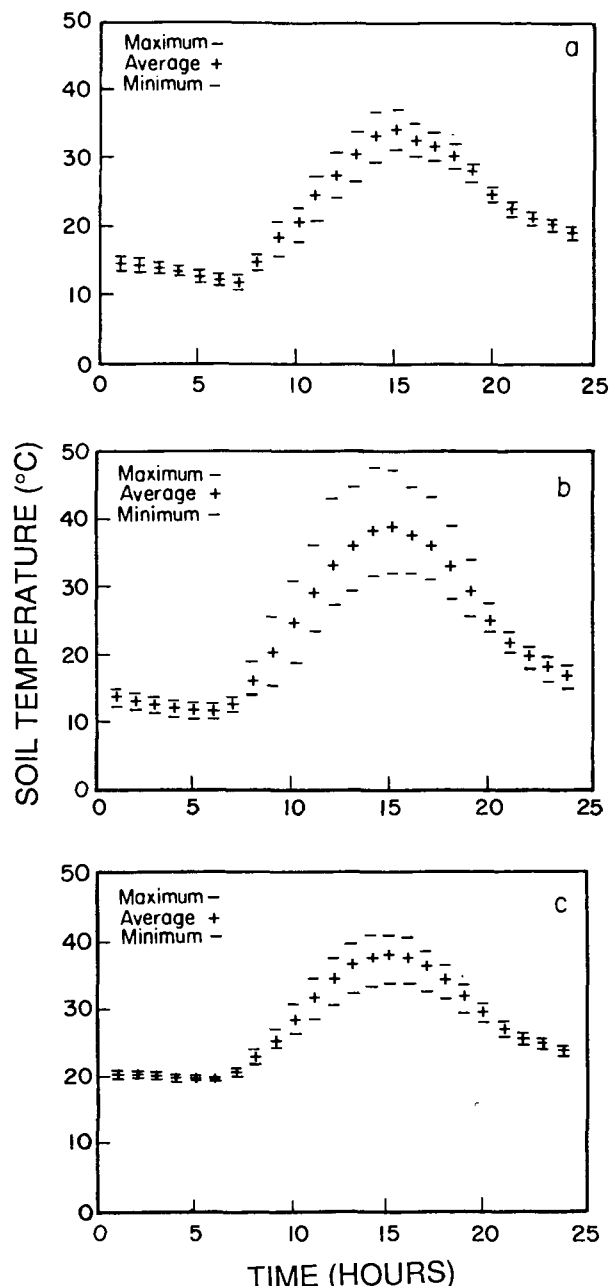 50
40
30
20
10
0
Maximum –
Average +
Minimum –
a
0 5 10 15 20 25
50
40
30
20
10
0
Maximum –
Average +
Minimum –
b
0 5 10 15 20 25
50
40
30
20
10
0
Maximum –
Average +
Minimum –
c
0 5 10 15 20 25
SOIL TEMPERATURE (°C)
TIME (HOURS)